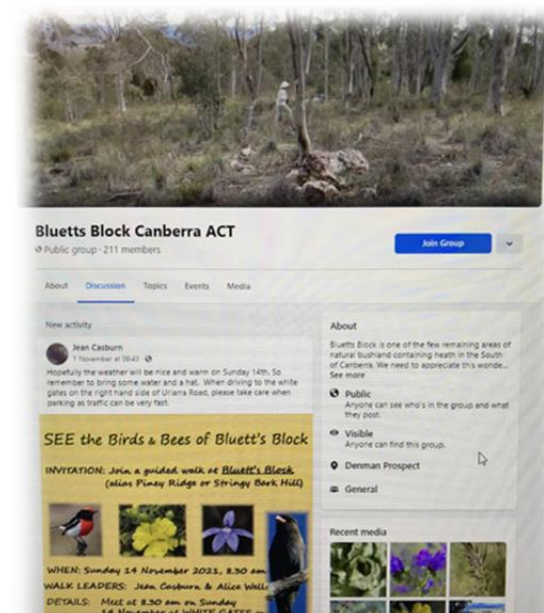 Bluetts Block Canberra ACT
Public group · 211 members
Join Group
About
Discussion
Topics
Events
Media
New activity
Jean Casburn
1 November at 09:43
Hopefully the weather will be nice and warm on Sunday 14th. So
remember to bring some water and a hat. When driving to the white
gates on the right hand side of Uriarra Road, please take care when
parking as traffic can be very fast.
SEE the Birds & Bees of Bluett's Block
INVITATION: Join a guided walk at Bluett's Block
(alias Piney Ridge or Stringy Bark Hill)
WHEN: Sunday 14 November 2021, 8.30 am
WALK LEADERS: Jean Casburn & Alice
DETAILS: Meet at 8.30 am on Sunday
14 November at WHITE GATES
About
Bluetts Block is one of the few remaining areas of
natural bushland containing heath in the South
of Canberra. We need to appreciate this wonde...
See more
Public
Anyone can see who's in the group and what
they post.
Visible
Anyone can find this group.
Denman Prospect
General
Recent media